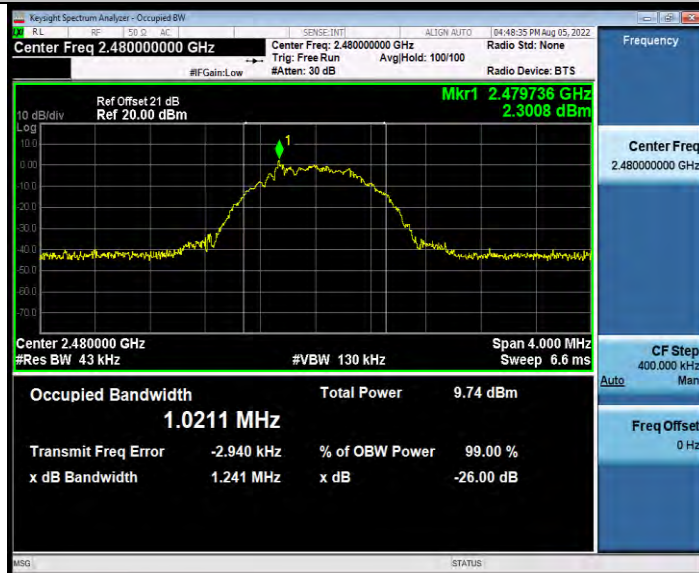 Keysight Spectrum Analyzer - Occupied BW
RL RF 50 Ω AC SENSE:INT ALIGN AUTO 04:48:35 PM Aug 05, 2022
Center Freq 2.480000000 GHz
Center Freq: 2.480000000 GHz
Radio Std: None
Trig: Free Run Avg|Hold: 100/100
#IFGain:Low #Atten: 30 dB Radio Device: BTS
Frequency
Ref Offset 21 dB
10 dB/div Ref 20.00 dBm
Mkr1 2.479736 GHz
2.3008 dBm
Log
10.0
0.00
-10.0
-20.0
-30.0
-40.0
-50.0
-60.0
-70.0
1
Center 2.480000 GHz Span 4.000 MHz
#Res BW 43 kHz #VBW 130 kHz Sweep 6.6 ms
Occupied Bandwidth Total Power 9.74 dBm
1.0211 MHz
Transmit Freq Error -2.940 kHz % of OBW Power 99.00 %
x dB Bandwidth 1.241 MHz x dB -26.00 dB
Center Freq
2.480000000 GHz
CF Step
400.000 kHz
Auto Man
Freq Offset
0 Hz
MSG STATUS